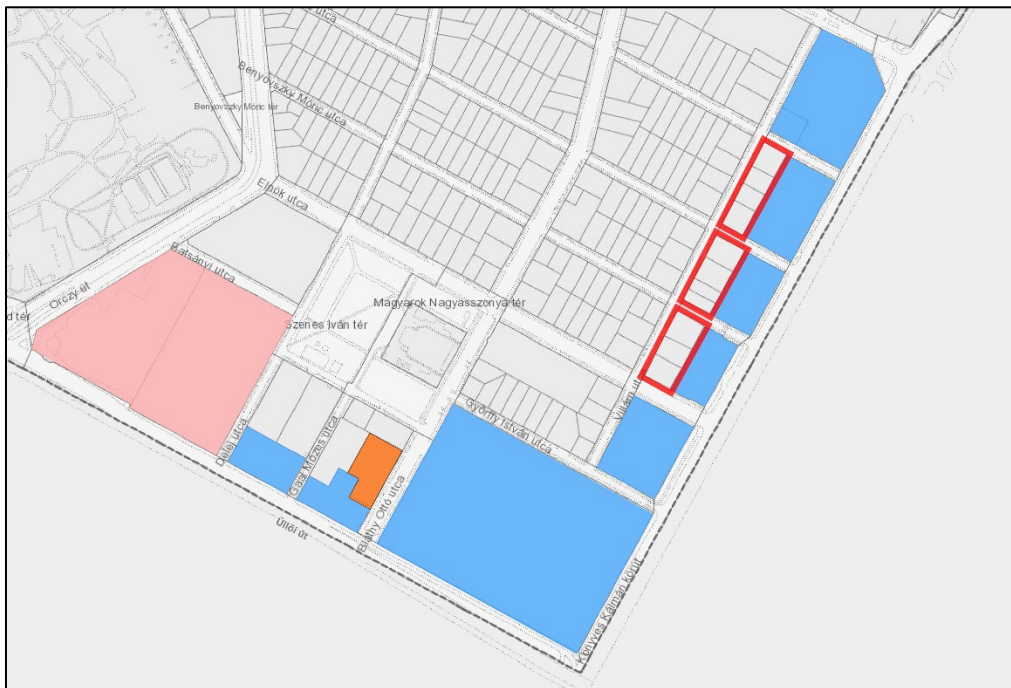 utca
Benyovszky Móric utca
Benyovszky Móric tér
Elnök utca
Batsányi utca
Orczy út
d tér
Szenes Iván tér
Magyarok Nagyasszonya tér
Győrffy István utca
Villám utca
Delej utca
Gaál Mózes utca
Bláthy Ottó utca
Üllői út
Könyves Kálmán körút